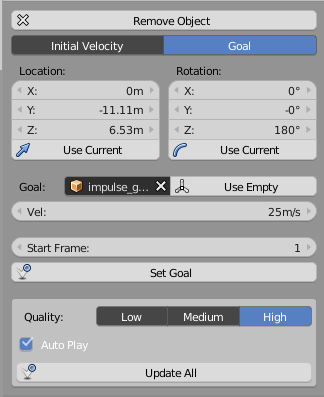 Remove Object
Initial Velocity Goal
Location: Rotation:
X: 0m X: 0°
Y: -11.11m Y: -0°
Z: 6.53m Z: 180°
Use Current Use Current
Goal: impulse_g... Use Empty
Vel: 25m/s
Start Frame: 1
Set Goal
Quality: Low Medium High
Auto Play
Update All